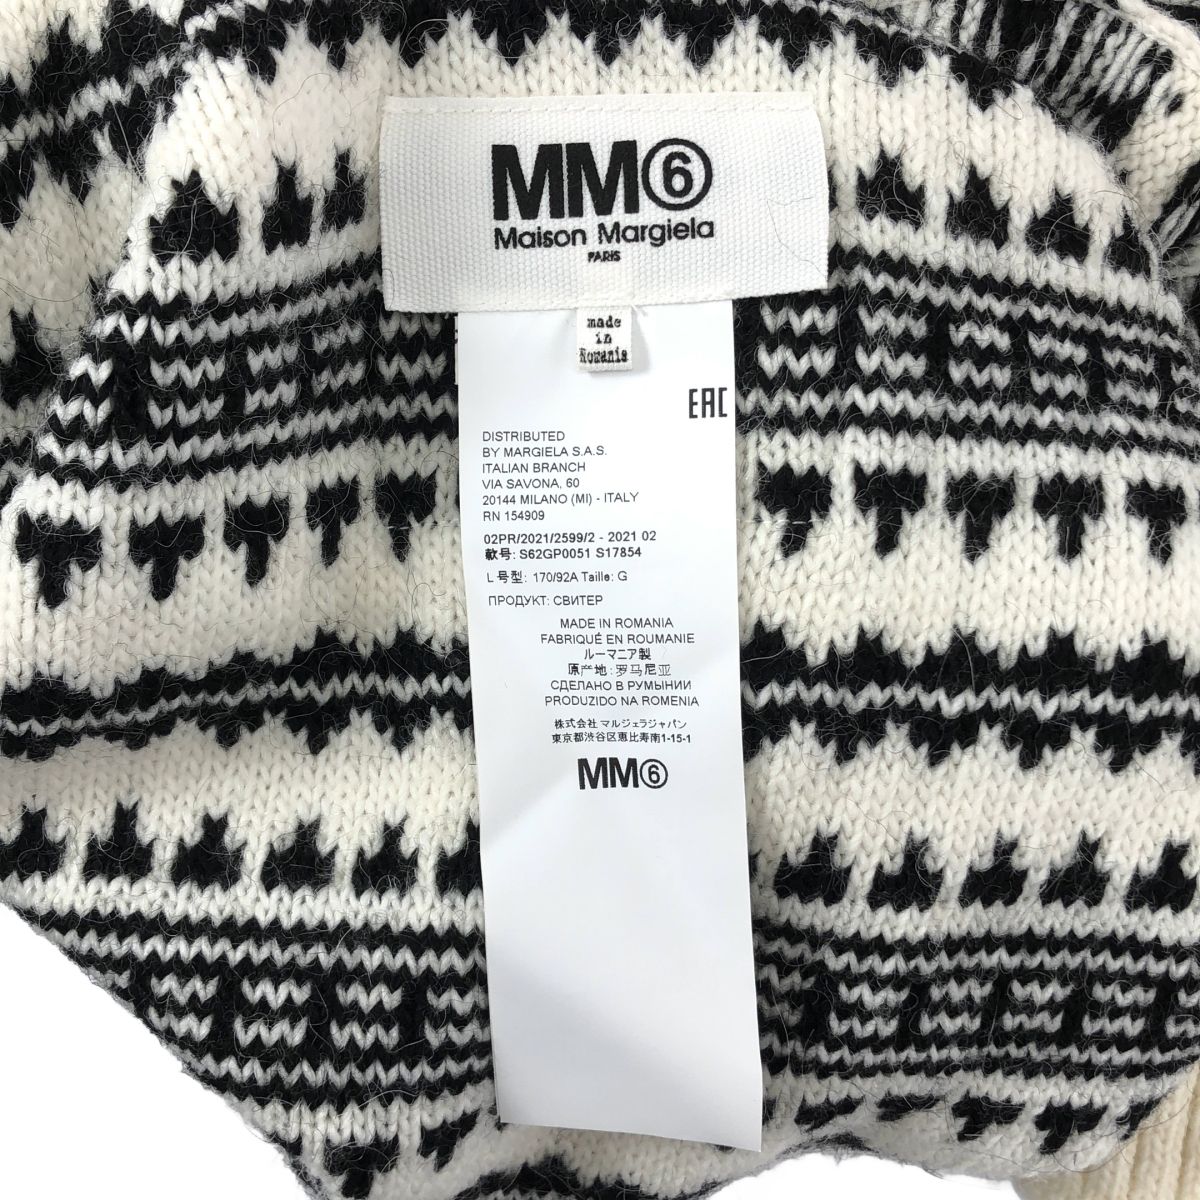 MM⑥
Maison Margiela
PARIS
made
in
Romania
EAC
DISTRIBUTED
BY MARGIELA S.A.S.
ITALIAN BRANCH
VIA SAVONA, 60
20144 MILANO (MI) - ITALY
RN 154909
02PR/2021/2599/2 - 2021 02
款号: S62GP0051 S17854
L 号型: 170/92A Taille: G
ПРОДУКТ: СВИТЕР
MADE IN ROMANIA
FABRIQUÉ EN ROUMANIE
ルーマニア製
原产地: 罗马尼亚
СДЕЛАНО В РУМЫНИИ
PRODUZIDO NA ROMENIA
株式会社 マルジェラジャパン
東京都渋谷区恵比寿南1-15-1
MM⑥